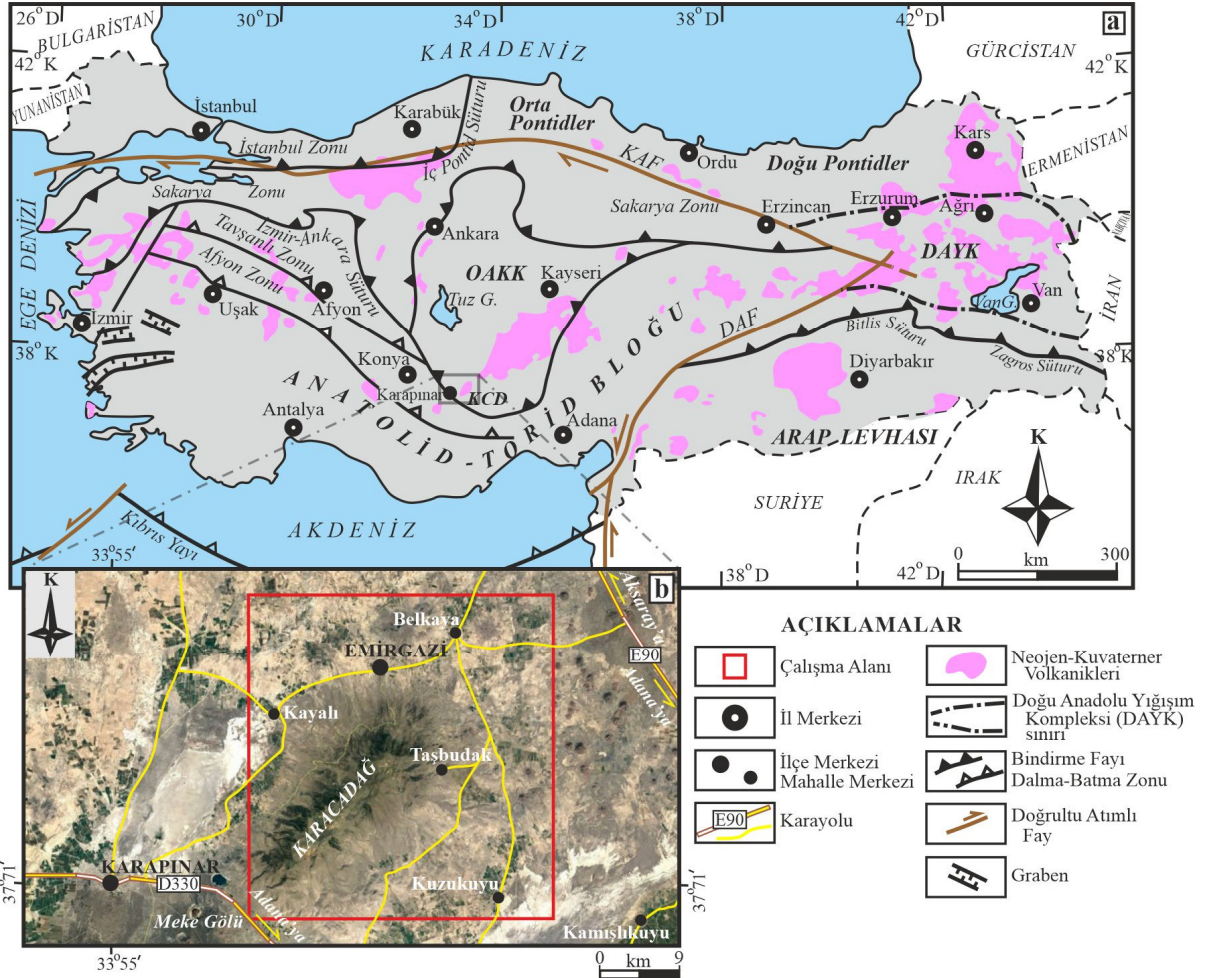 26° D
30° D
34° D
38° D
42° D
a
BULGARİSTAN
42° K
YUNANİSTAN
KARADENİZ
GÜRCİSTAN
42° K
İstanbul
Karabük
Orta
Pontidler
İstanbul Zonu
İç Pontid Süturu
KAF
Ordu
Doğu Pontidler
Kars
ERMENİSTAN
Sakarya Zonu
Sakarya Zonu
Erzincan
Erzurum
Ağrı
EGE DENİZİ
Tavşanlı Zonu
İzmir-Ankara Süturu
Ankara
Afyon Zonu
OAKK
Kayseri
DAYK
Tuz G.
Van G.
Van
İRAN
Uşak
Afyon
İzmir
38° K
DAF
Bitlis Süturu
Zagros Süturu
38° K
Konya
Karapınar
KCD
Diyarbakır
ANATOLİD-TORİD BLOĞU
Antalya
Adana
ARAP LEVHASI
SURİYE
IRAK
K
Kıbrıs Yayı
AKDENİZ
0 km 300
38° D
42° D
33°55'
K
b
Belkaya
Aksaray'a
EMİRGAZİ
E90
Adana'ya
Kayalı
Taşbudak
KARACADAĞ
37°71'
KARAPINAR
D330
Kuzukuyu
37°71'
Meke Gölü
Adana'ya
Kamışlıkuyu
33°55'
0 km 9
AÇIKLAMALAR
Çalışma Alanı
İl Merkezi
İlçe Merkezi
Mahalle Merkezi
E90
Karayolu
Neojen-Kuvaterner
Volkanikleri
Doğu Anadolu Yığışım
Kompleksi (DAYK)
sınırı
Bindirme Fayı
Dalma-Batma Zonu
Doğrultu Atımlı
Fay
Graben